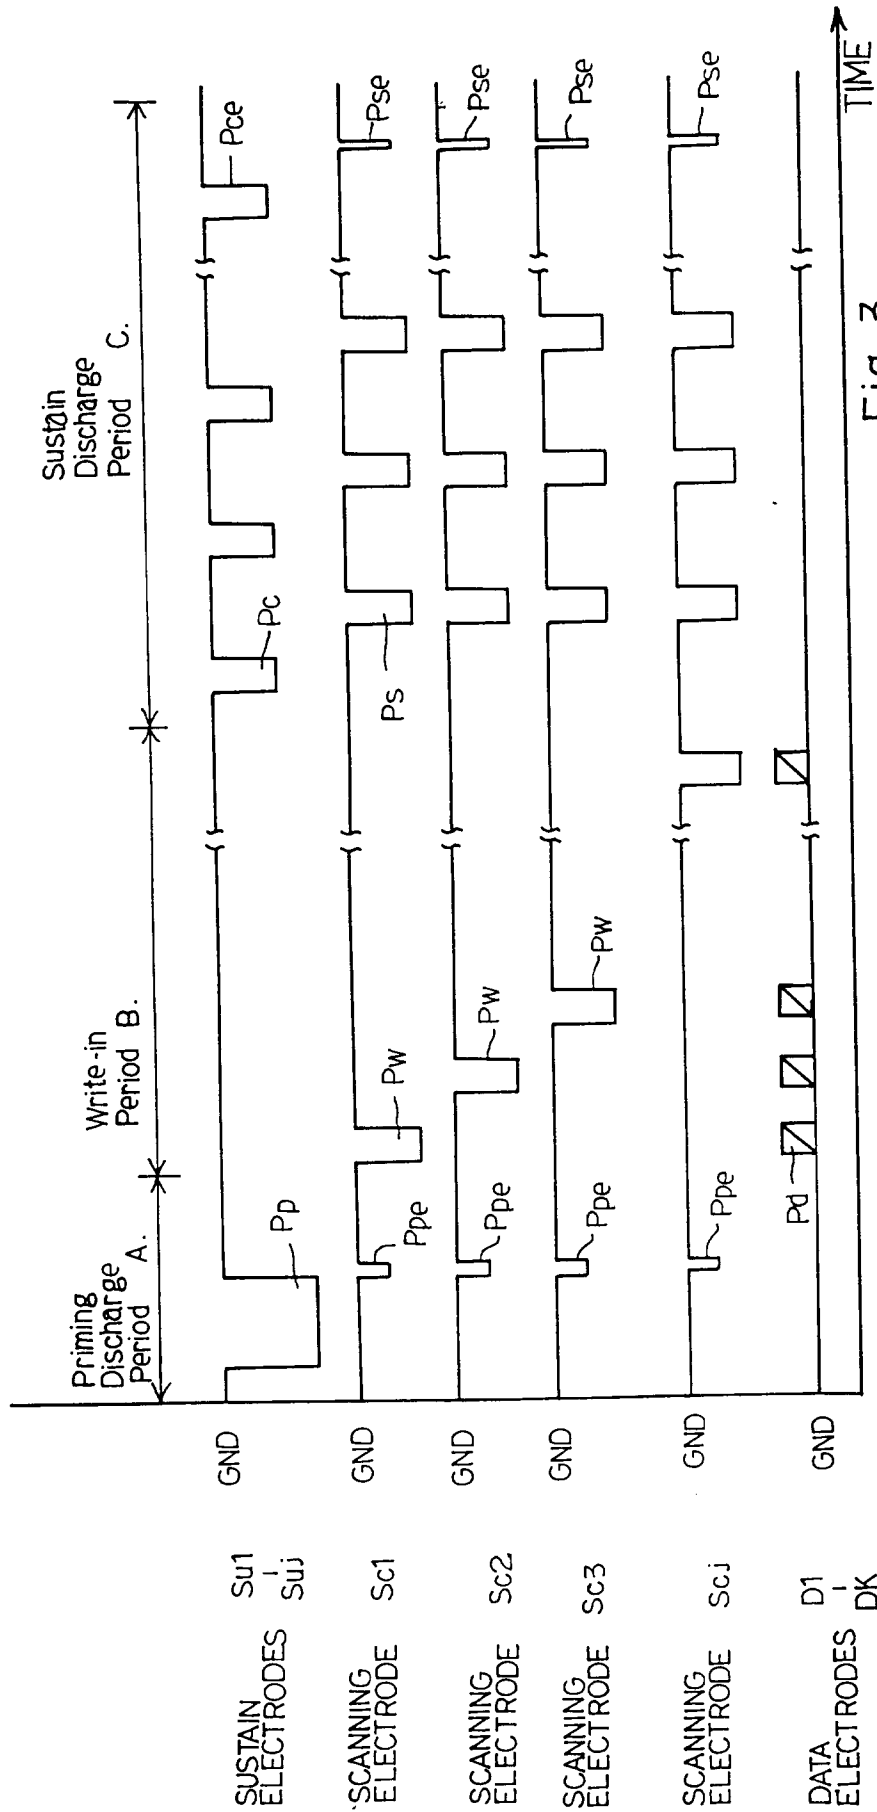 Priming
Discharge
Period A.
Write-in
Period B.
Sustain
Discharge
Period C.
SUSTAIN
ELECTRODES
Su1
Suj
GND
Pp
Pc
Pce
SCANNING
ELECTRODE
Sc1
GND
Ppe
Pw
Ps
Pse
SCANNING
ELECTRODE
Sc2
GND
Ppe
Pw
Pse
SCANNING
ELECTRODE
Sc3
GND
Ppe
Pw
Pse
SCANNING
ELECTRODE
Scj
GND
Ppe
Pse
DATA
ELECTRODES
D1
DK
GND
Pd
TIME
Fig. 3